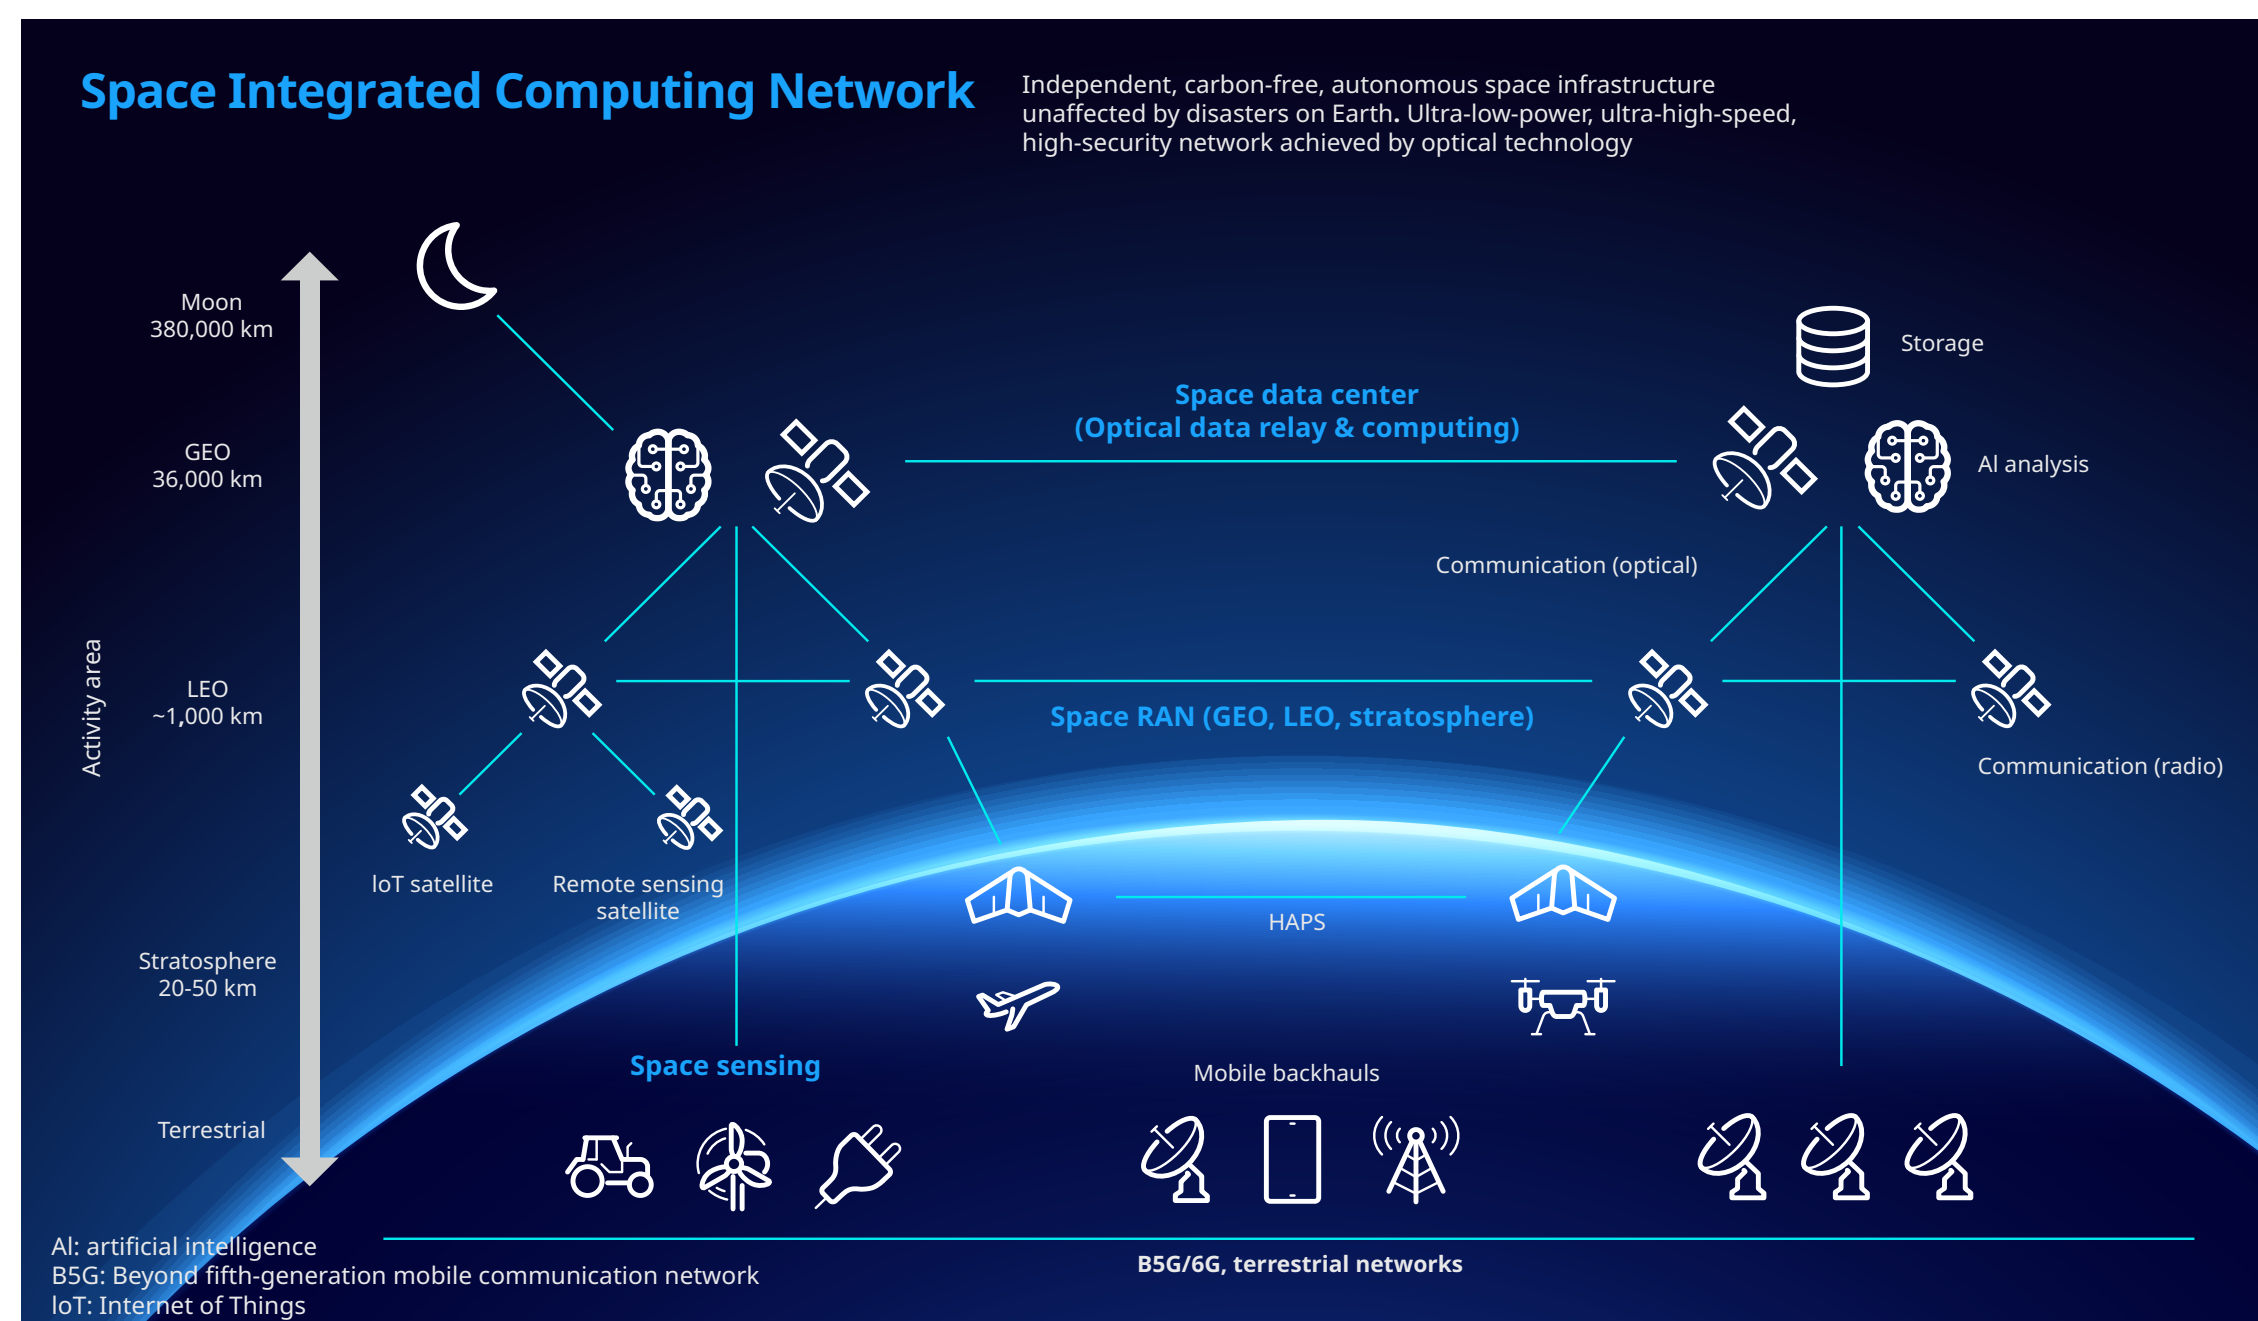 Space Integrated Computing Network
Independent, carbon-free, autonomous space infrastructure
unaffected by disasters on Earth. Ultra-low-power, ultra-high-speed,
high-security network achieved by optical technology
Moon
380,000 km
Storage
Space data center
(Optical data relay & computing)
GEO
36,000 km
AI analysis
Communication (optical)
Activity area
LEO
~1,000 km
Space RAN (GEO, LEO, stratosphere)
Communication (radio)
IoT satellite
Remote sensing
satellite
HAPS
Stratosphere
20-50 km
Space sensing
Mobile backhauls
Terrestrial
B5G/6G, terrestrial networks
AI: artificial intelligence
B5G: Beyond fifth-generation mobile communication network
IoT: Internet of Things